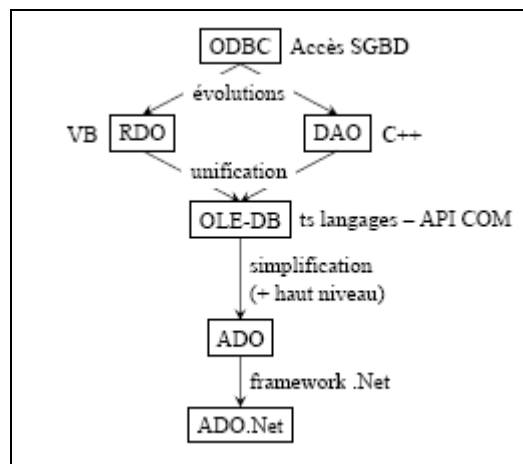 ODBC Accès SGBD
évolutions
VB RDO DAO C++
unification
OLE-DB ts langages – API COM
simplification
(+ haut niveau)
ADO
framework .Net
ADO.Net